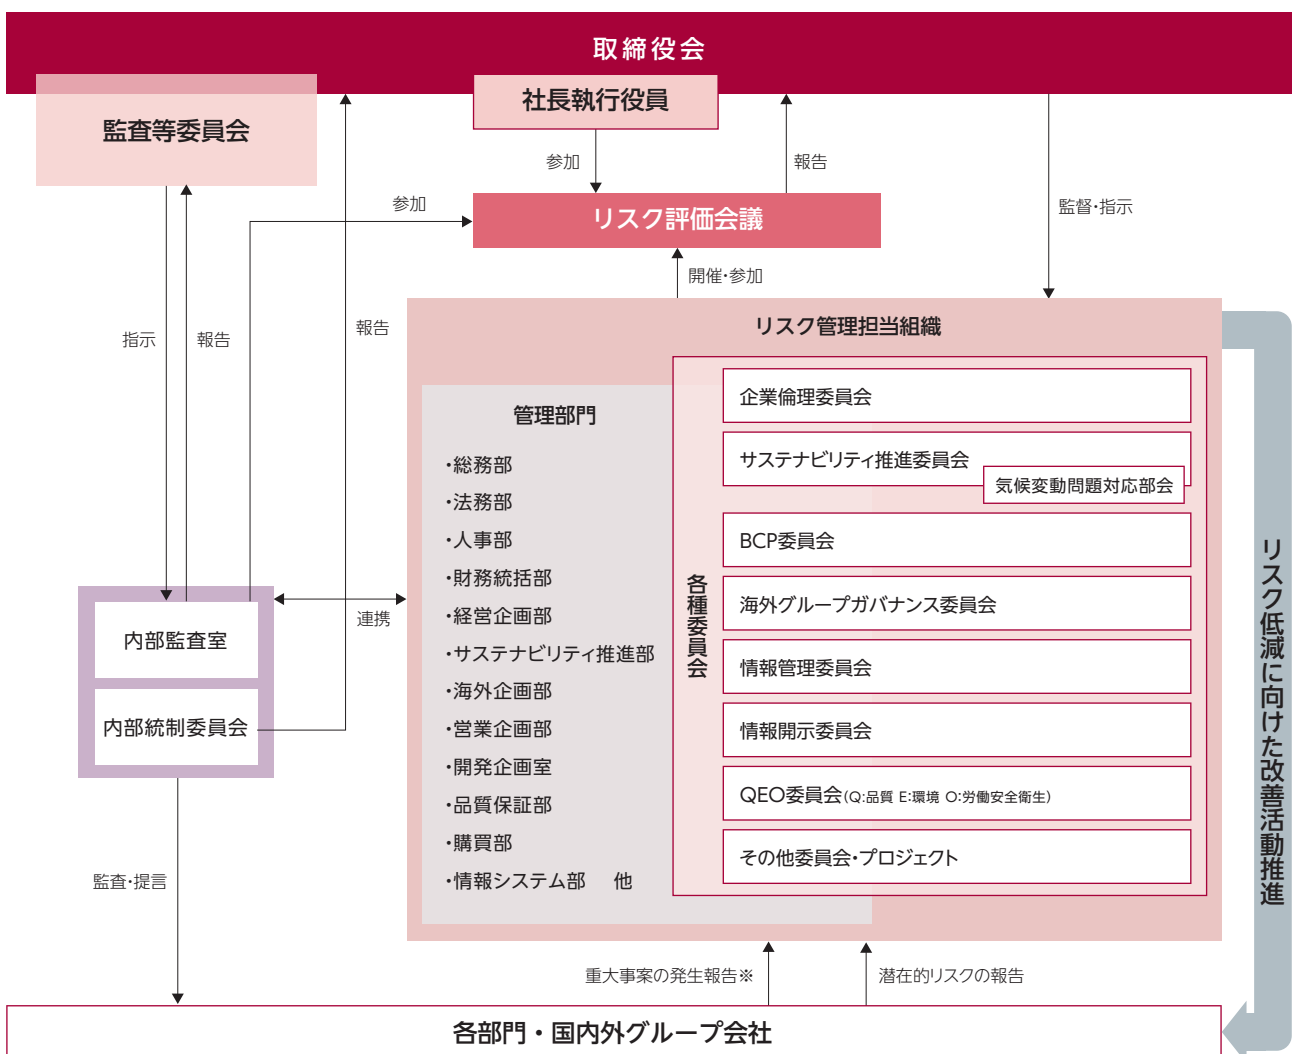 取締役会
監査等委員会
社長執行役員
参加
報告
参加
リスク評価会議
監督・指示
開催・参加
指示
報告
報告
リスク管理担当組織
管理部門
・総務部
・法務部
・人事部
・財務統括部
・経営企画部
・サステナビリティ推進部
・海外企画部
・営業企画部
・開発企画室
・品質保証部
・購買部
・情報システム部 他
各種委員会
企業倫理委員会
サステナビリティ推進委員会
気候変動問題対応部会
BCP委員会
海外グループガバナンス委員会
情報管理委員会
情報開示委員会
QEO委員会(Q:品質 E:環境 O:労働安全衛生)
その他委員会・プロジェクト
リスク低減に向けた改善活動推進
連携
内部監査室
内部統制委員会
監査・提言
重大事案の発生報告※
潜在的リスクの報告
各部門・国内外グループ会社